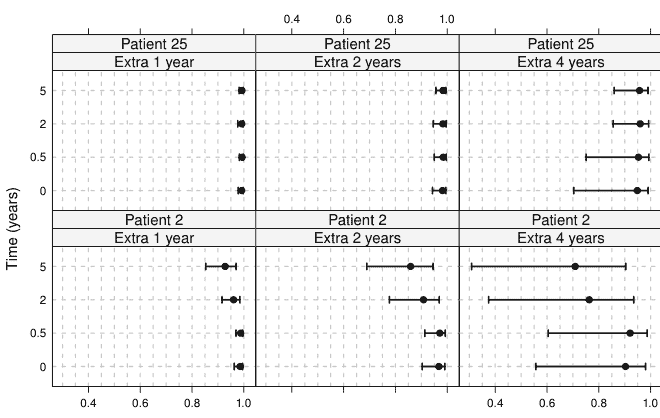 0.4 0.6 0.8 1.0
Patient 25 Patient 25 Patient 25
Extra 1 year Extra 2 years Extra 4 years
5
2
0.5
0
Time (years)
Patient 2 Patient 2 Patient 2
Extra 1 year Extra 2 years Extra 4 years
5
2
0.5
0
0.4 0.6 0.8 1.0 0.4 0.6 0.8 1.0